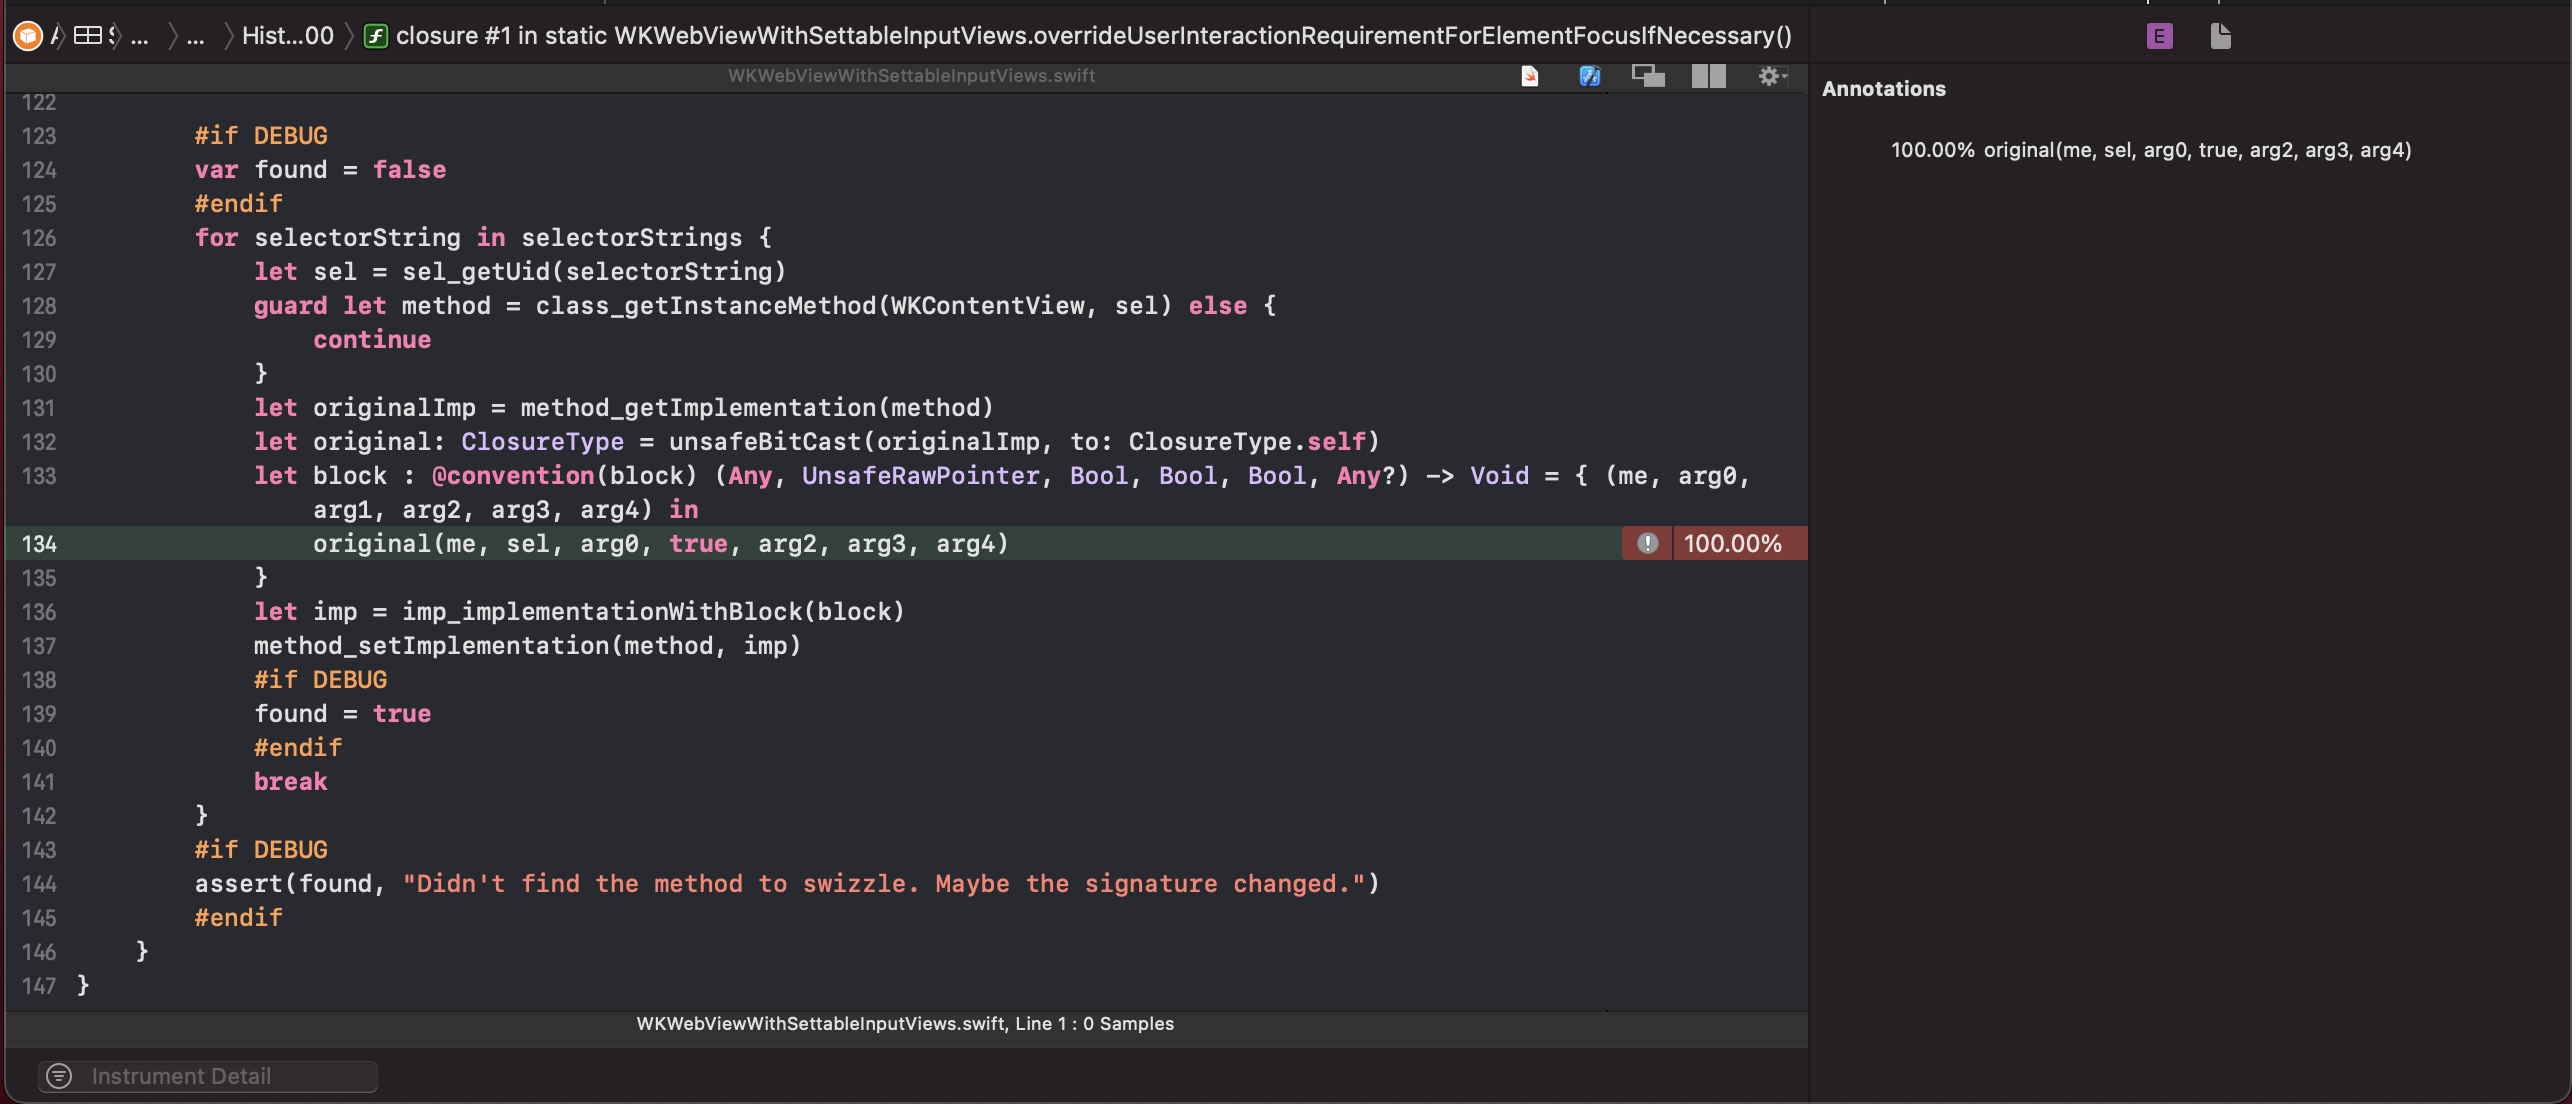 ... ... Hist...00 closure #1 in static WKWebViewWithSettableInputViews.overrideUserInteractionRequirementForElementFocusIfNecessary()
E
WKWebViewWithSettableInputViews.swift
Annotations
100.00% original(me, sel, arg0, true, arg2, arg3, arg4)
122
123 #if DEBUG
124 var found = false
125 #endif
126 for selectorString in selectorStrings {
127 let sel = sel_getUid(selectorString)
128 guard let method = class_getInstanceMethod(WKContentView, sel) else {
129 continue
130 }
131 let originalImp = method_getImplementation(method)
132 let original: ClosureType = unsafeBitCast(originalImp, to: ClosureType.self)
133 let block : @convention(block) (Any, UnsafeRawPointer, Bool, Bool, Bool, Any?) -> Void = { (me, arg0,
arg1, arg2, arg3, arg4) in
134 original(me, sel, arg0, true, arg2, arg3, arg4) 100.00%
135 }
136 let imp = imp_implementationWithBlock(block)
137 method_setImplementation(method, imp)
138 #if DEBUG
139 found = true
140 #endif
141 break
142 }
143 #if DEBUG
144 assert(found, "Didn't find the method to swizzle. Maybe the signature changed.")
145 #endif
146 }
147 }
WKWebViewWithSettableInputViews.swift, Line 1 : 0 Samples
Instrument Detail